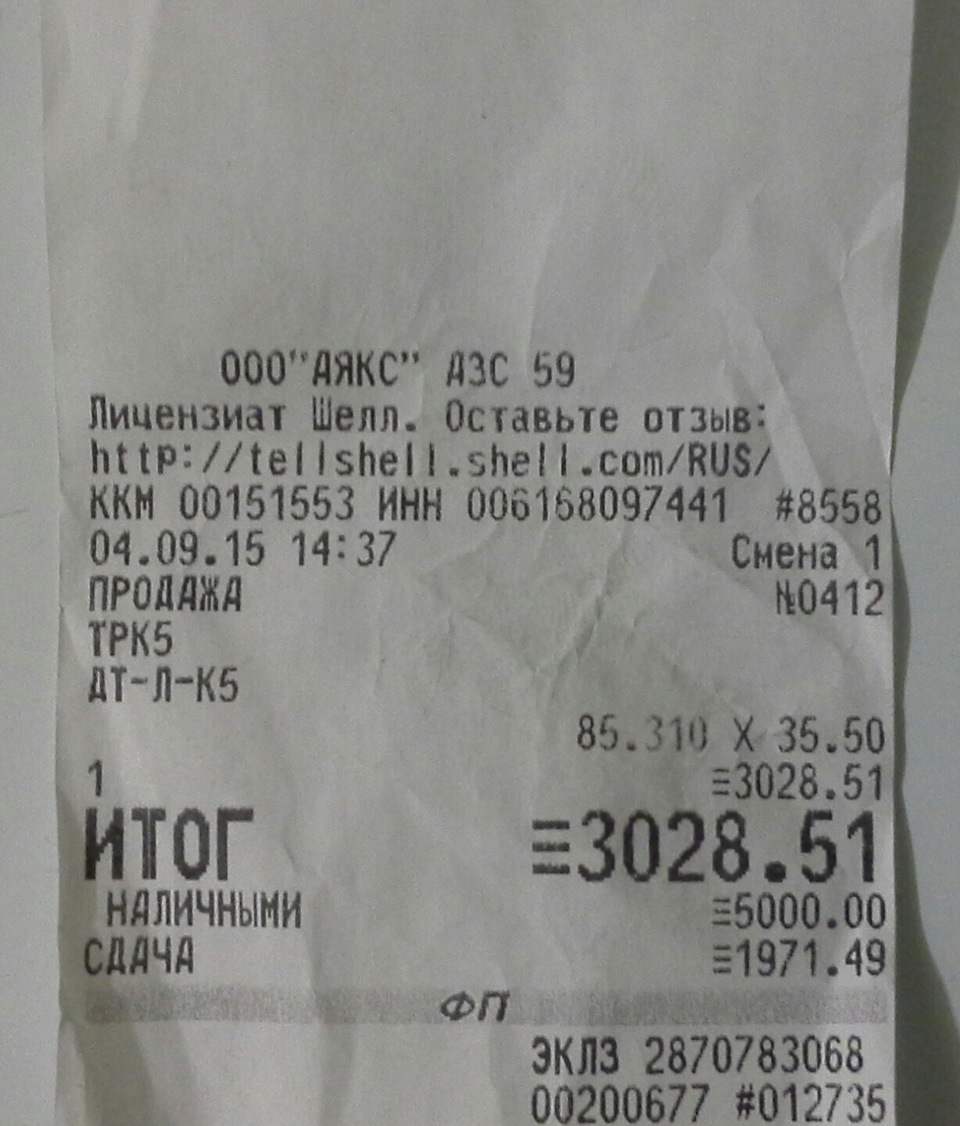 ООО"АЯКС" АЗС 59
Лицензиат Шелл. Оставьте отзыв:
http://tellshell.shell.com/RUS/
ККМ 00151553 ИНН 006168097441 #8558
04.09.15 14:37 Смена 1
ПРОДАЖА №0412
ТРК5
ДТ-Л-К5
85.310 X 35.50
1 ≡3028.51
ИТОГ ≡3028.51
НАЛИЧНЫМИ ≡5000.00
СДАЧА ≡1971.49
ФП
ЭКЛЗ 2870783068
00200677 #012735